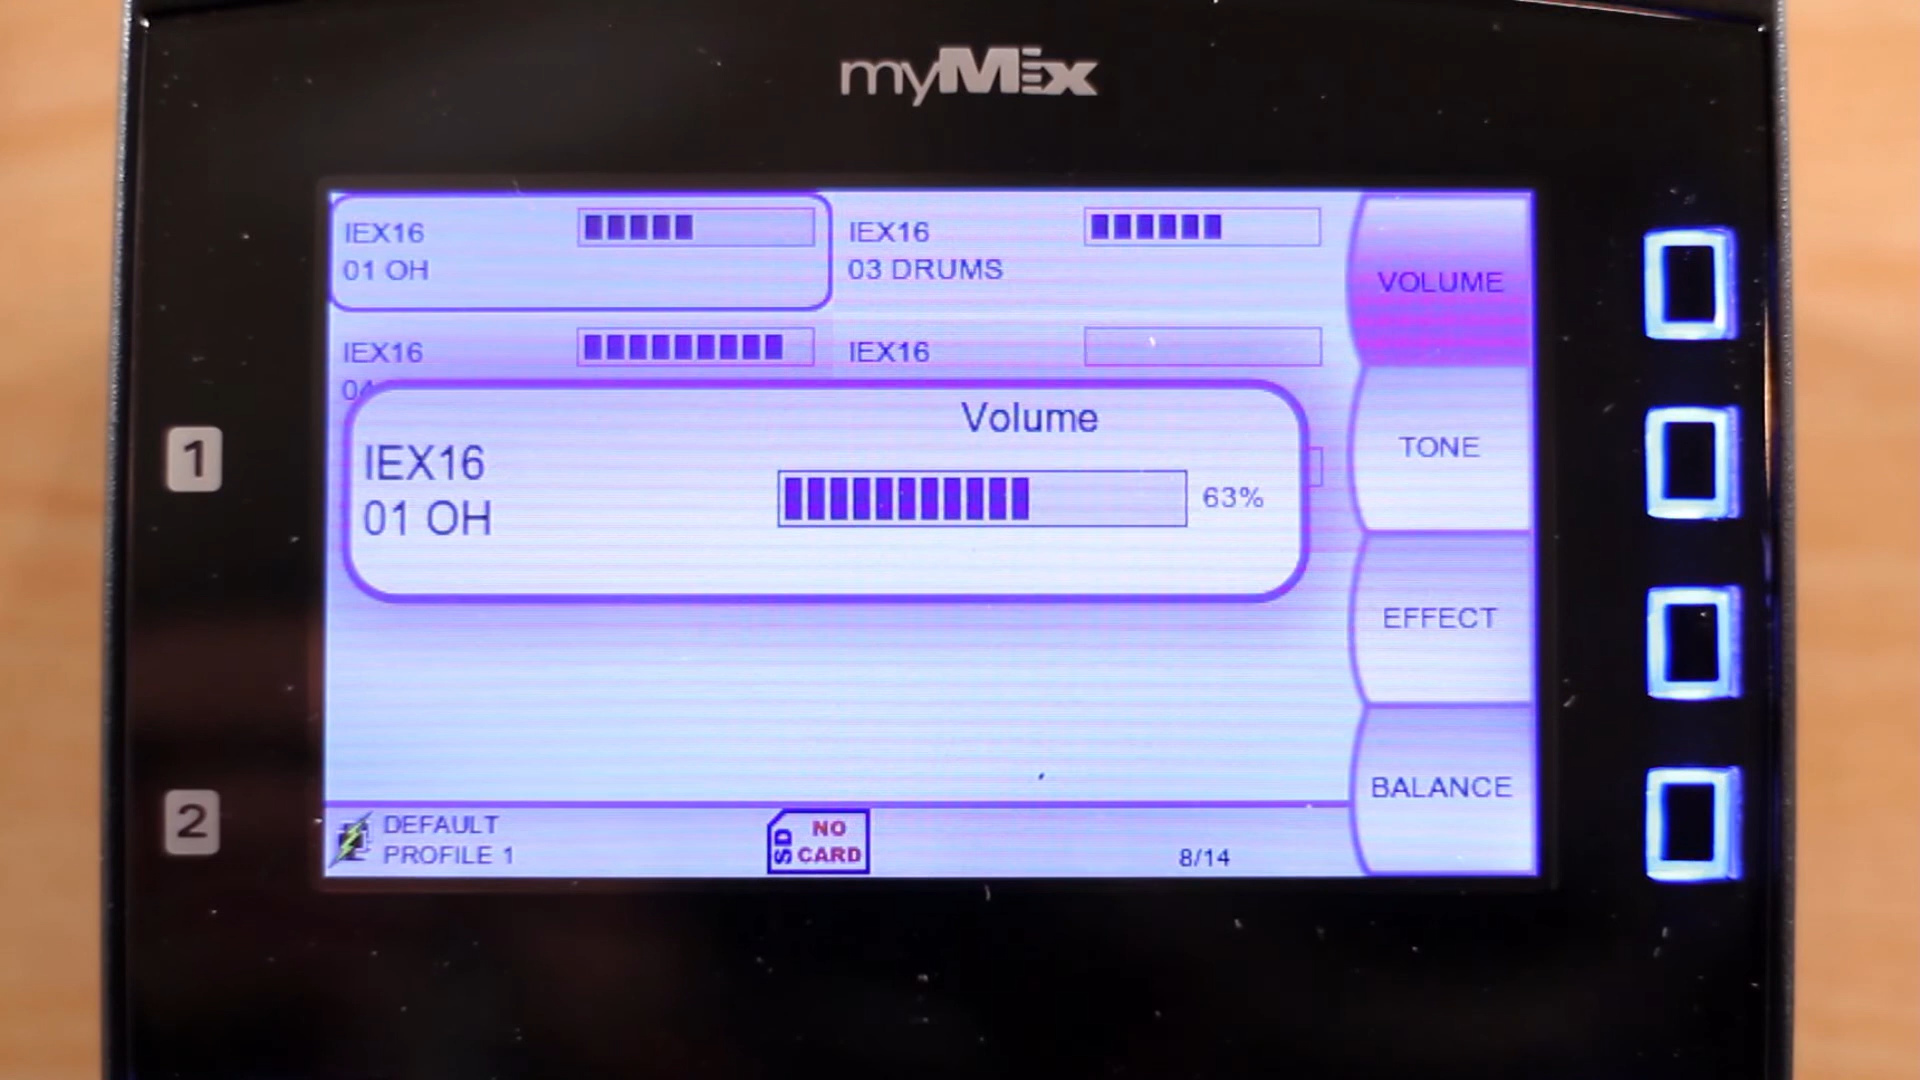 myMix
IEX16
01 OH
IEX16
03 DRUMS
IEX16
04
IEX16
Volume
IEX16
01 OH
63%
VOLUME
TONE
EFFECT
BALANCE
1
2
DEFAULT
PROFILE 1
SD
NO
CARD
8/14